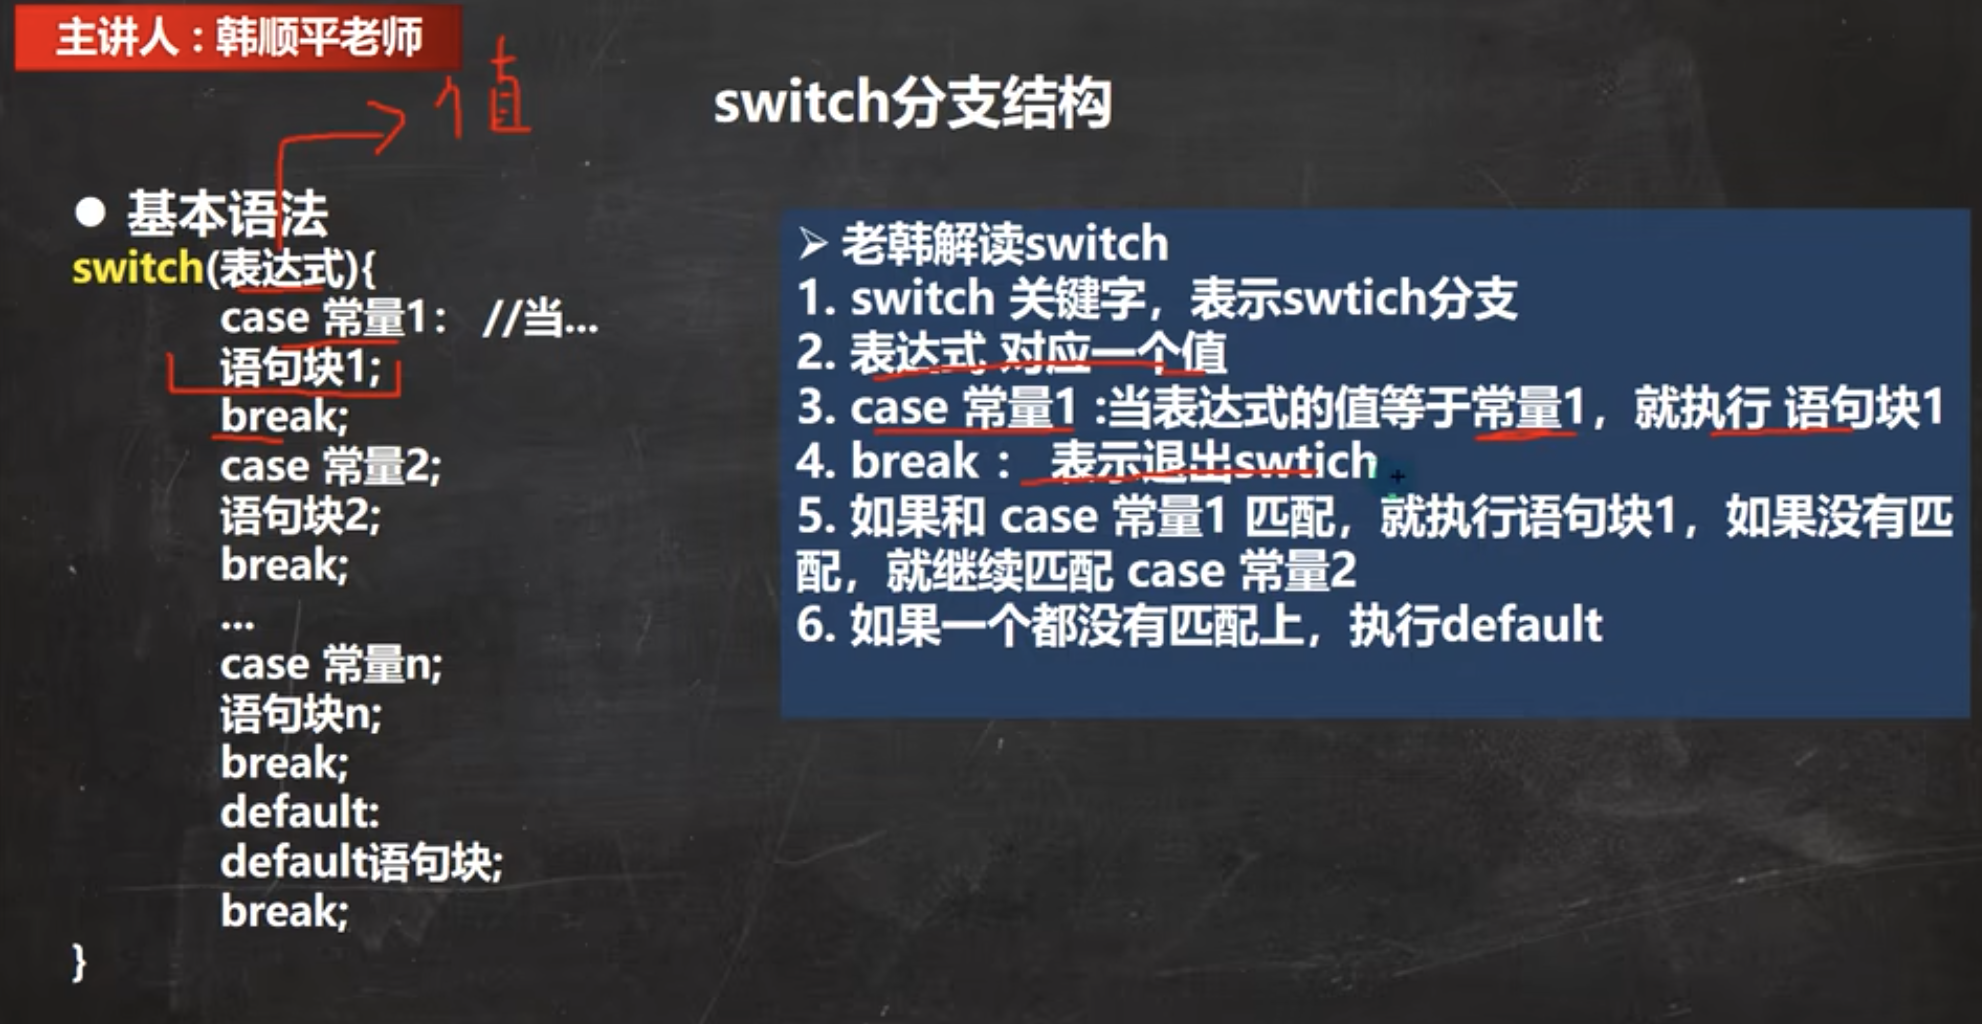 主讲人：韩顺平老师
个值
switch分支结构
● 基本语法
switch(表达式){
case 常量1： //当...
语句块1;
break;
case 常量2;
语句块2;
break;
...
case 常量n;
语句块n;
break;
default:
default语句块;
break;
}
➢ 老韩解读switch
1. switch 关键字，表示swtich分支
2. 表达式 对应一个值
3. case 常量1 :当表达式的值等于常量1，就执行 语句块1
4. break ： 表示退出swtich
5. 如果和 case 常量1 匹配，就执行语句块1，如果没有匹
配，就继续匹配 case 常量2
6. 如果一个都没有匹配上，执行default